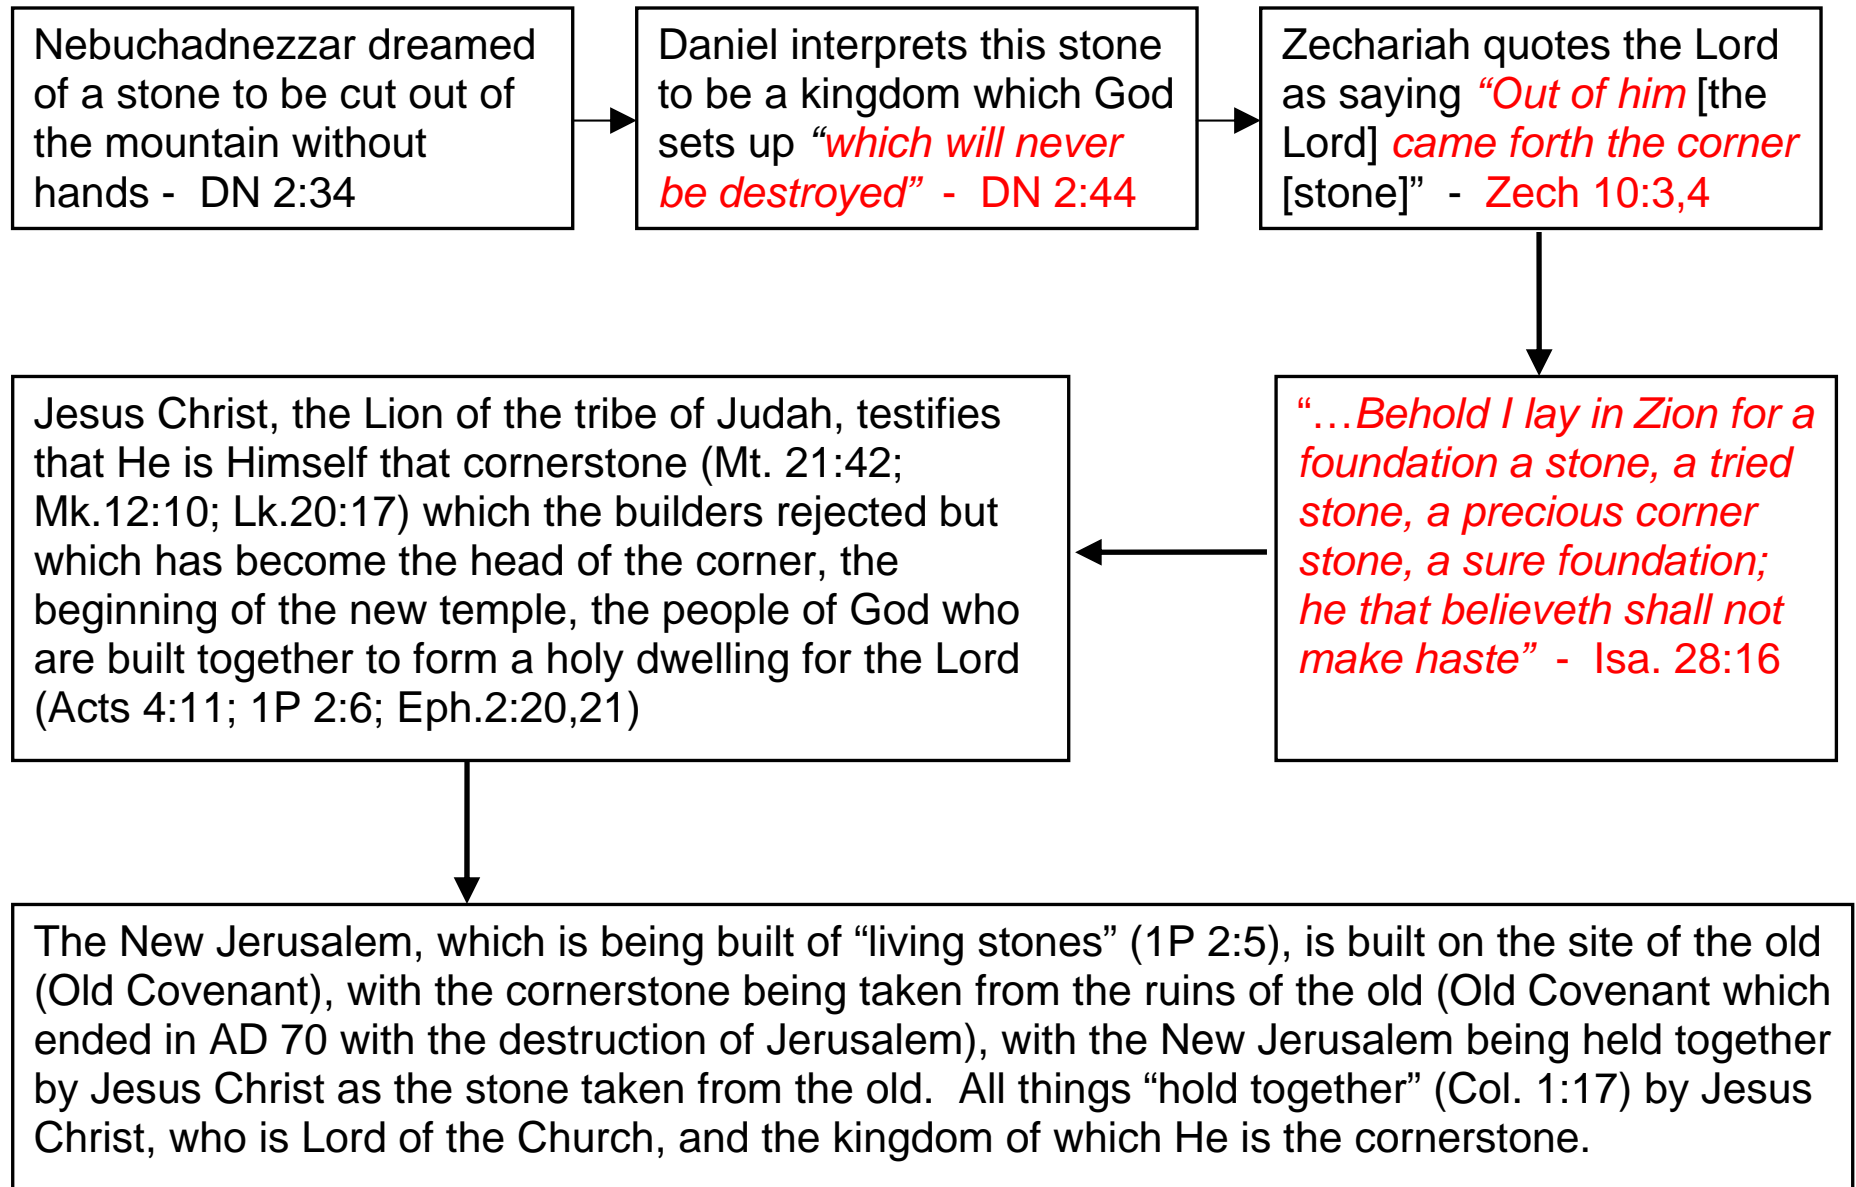 Nebuchadnezzar dreamed
of a stone to be cut out of
the mountain without
hands - DN 2:34
Daniel interprets this stone
to be a kingdom which God
sets up “which will never
be destroyed” - DN 2:44
Zechariah quotes the Lord
as saying “Out of him [the
Lord] came forth the corner
[stone]” - Zech 10:3,4
“…Behold I lay in Zion for a
foundation a stone, a tried
stone, a precious corner
stone, a sure foundation;
he that believeth shall not
make haste” - Isa. 28:16
Jesus Christ, the Lion of the tribe of Judah, testifies
that He is Himself that cornerstone (Mt. 21:42;
Mk.12:10; Lk.20:17) which the builders rejected but
which has become the head of the corner, the
beginning of the new temple, the people of God who
are built together to form a holy dwelling for the Lord
(Acts 4:11; 1P 2:6; Eph.2:20,21)
The New Jerusalem, which is being built of “living stones” (1P 2:5), is built on the site of the old
(Old Covenant), with the cornerstone being taken from the ruins of the old (Old Covenant which
ended in AD 70 with the destruction of Jerusalem), with the New Jerusalem being held together
by Jesus Christ as the stone taken from the old. All things “hold together” (Col. 1:17) by Jesus
Christ, who is Lord of the Church, and the kingdom of which He is the cornerstone.